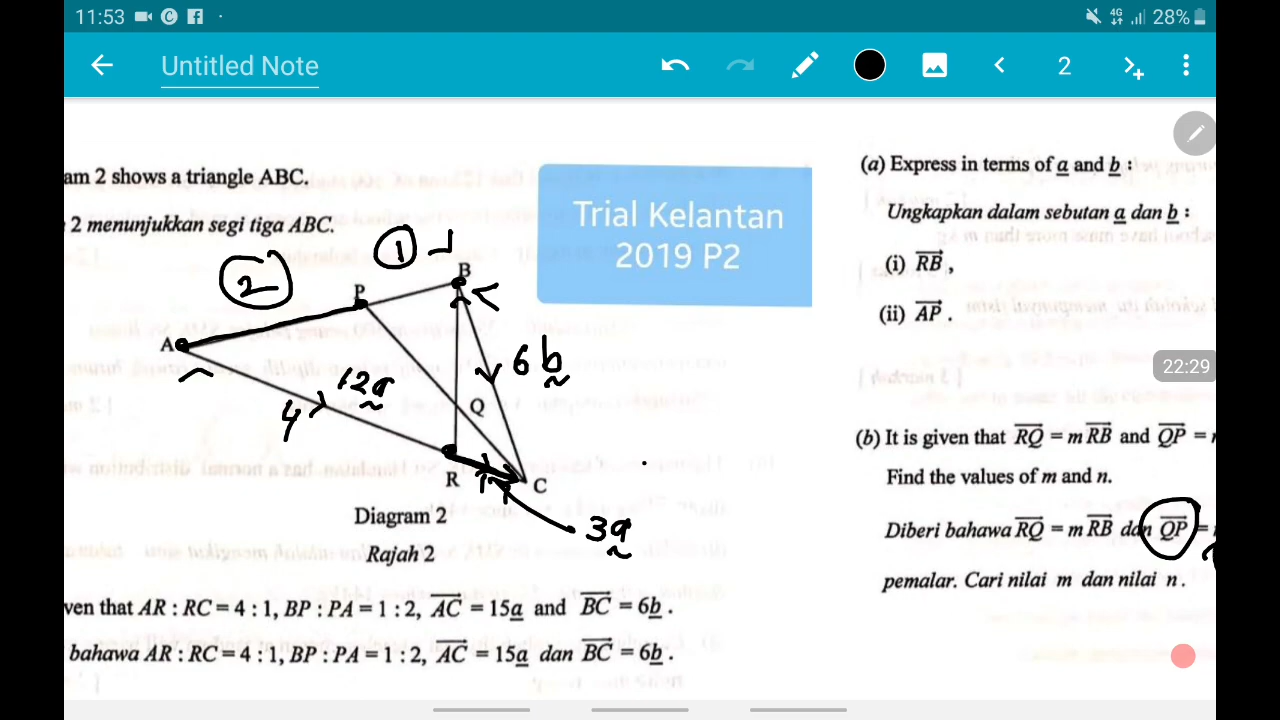 11:53
4G
28%
Untitled Note
2
am 2 shows a triangle ABC.
2 menunjukkan segi tiga ABC.
Trial Kelantan
2019 P2
2
1
A
P
B
Q
R
C
4
12a
6b
3a
Diagram 2
Rajah 2
ven that AR : RC = 4 : 1, BP : PA = 1 : 2, AC = 15a and BC = 6b .
bahawa AR : RC = 4 : 1, BP : PA = 1 : 2, AC = 15a dan BC = 6b .
(a) Express in terms of a and b :
Ungkapkan dalam sebutan a dan b :
(i) RB ,
(ii) AP .
22:29
(b) It is given that RQ = m RB and QP =
Find the values of m and n.
Diberi bahawa RQ = m RB dan QP =
pemalar. Cari nilai m dan nilai n .